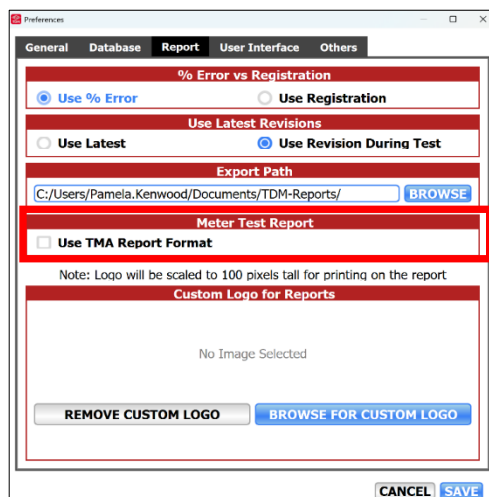 Preferences
General Database Report User Interface Others
% Error vs Registration
Use % Error Use Registration
Use Latest Revisions
Use Latest Use Revision During Test
Export Path
C:/Users/Pamela.Kenwood/Documents/TDM-Reports/ BROWSE
Meter Test Report
Use TMA Report Format
Note: Logo will be scaled to 100 pixels tall for printing on the report
Custom Logo for Reports
No Image Selected
REMOVE CUSTOM LOGO BROWSE FOR CUSTOM LOGO
CANCEL SAVE